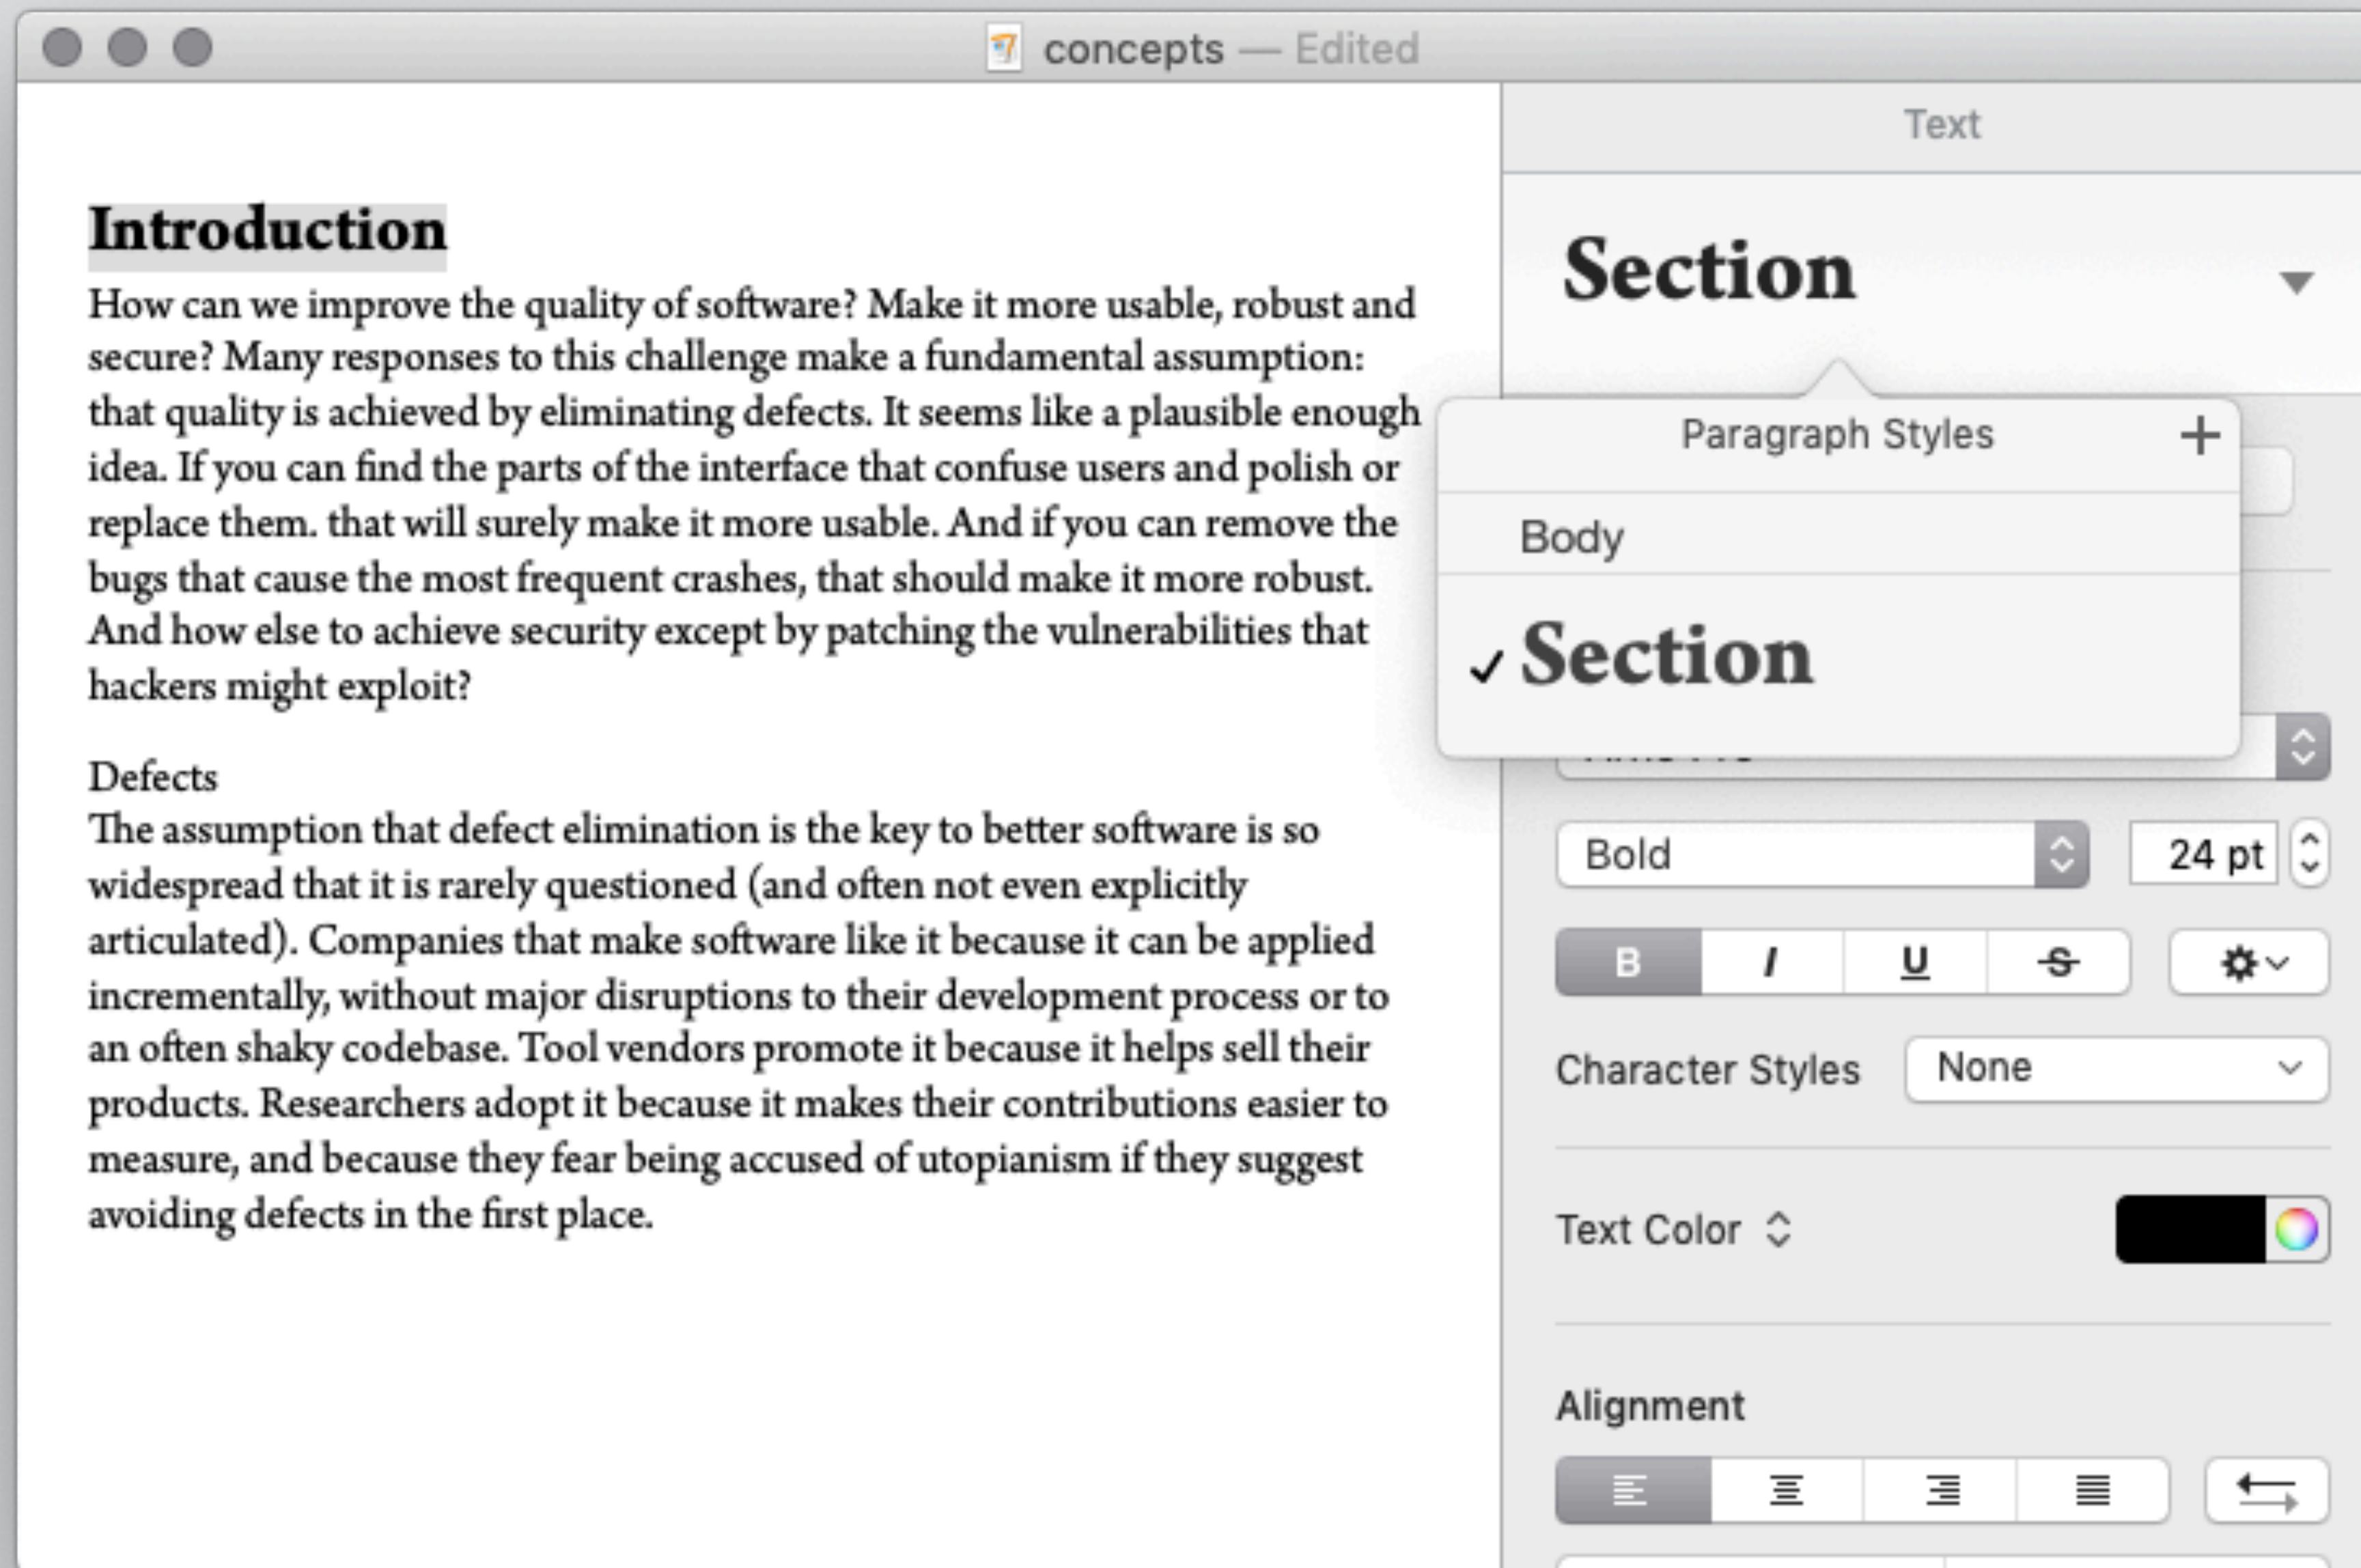 concepts — Edited
Introduction
How can we improve the quality of software? Make it more usable, robust and
secure? Many responses to this challenge make a fundamental assumption:
that quality is achieved by eliminating defects. It seems like a plausible enough
idea. If you can find the parts of the interface that confuse users and polish or
replace them. that will surely make it more usable. And if you can remove the
bugs that cause the most frequent crashes, that should make it more robust.
And how else to achieve security except by patching the vulnerabilities that
hackers might exploit?
Defects
The assumption that defect elimination is the key to better software is so
widespread that it is rarely questioned (and often not even explicitly
articulated). Companies that make software like it because it can be applied
incrementally, without major disruptions to their development process or to
an often shaky codebase. Tool vendors promote it because it helps sell their
products. Researchers adopt it because it makes their contributions easier to
measure, and because they fear being accused of utopianism if they suggest
avoiding defects in the first place.
Text
Section
Paragraph Styles +
Body
✓ Section
Bold 24 pt
B I U S
Character Styles None
Text Color
Alignment